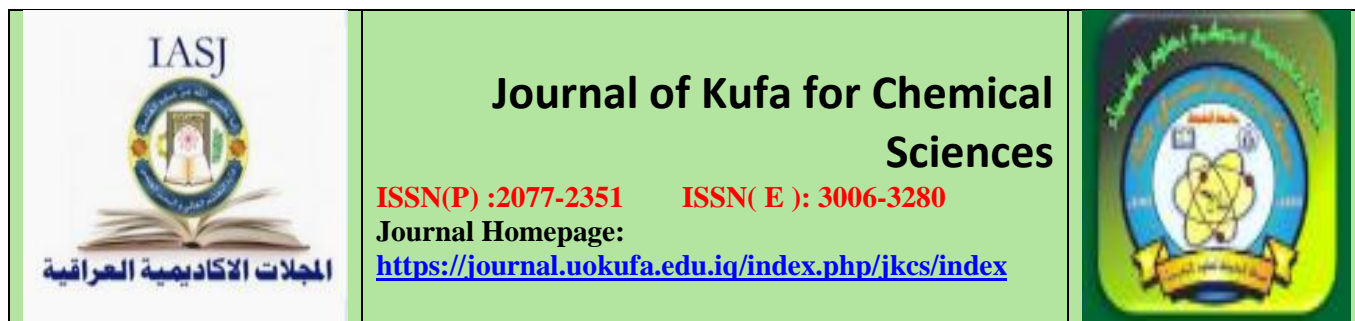 IASJ
المجلات الاكاديمية العراقية
Journal of Kufa for Chemical
Sciences
ISSN(P) :2077-2351 ISSN( E ): 3006-3280
Journal Homepage:
https://journal.uokufa.edu.iq/index.php/jkcs/index